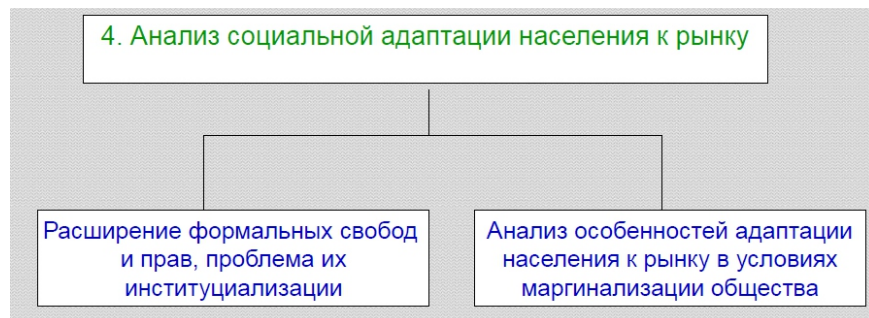 4. Анализ социальной адаптации населения к рынку
Расширение формальных свобод
и прав, проблема их
институциализации
Анализ особенностей адаптации
населения к рынку в условиях
маргинализации общества